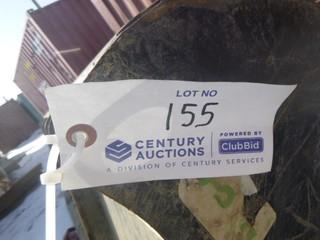 LOT NO
155
CENTURY AUCTIONS
POWERED BY
ClubBid
A DIVISION OF CENTURY SERVICES